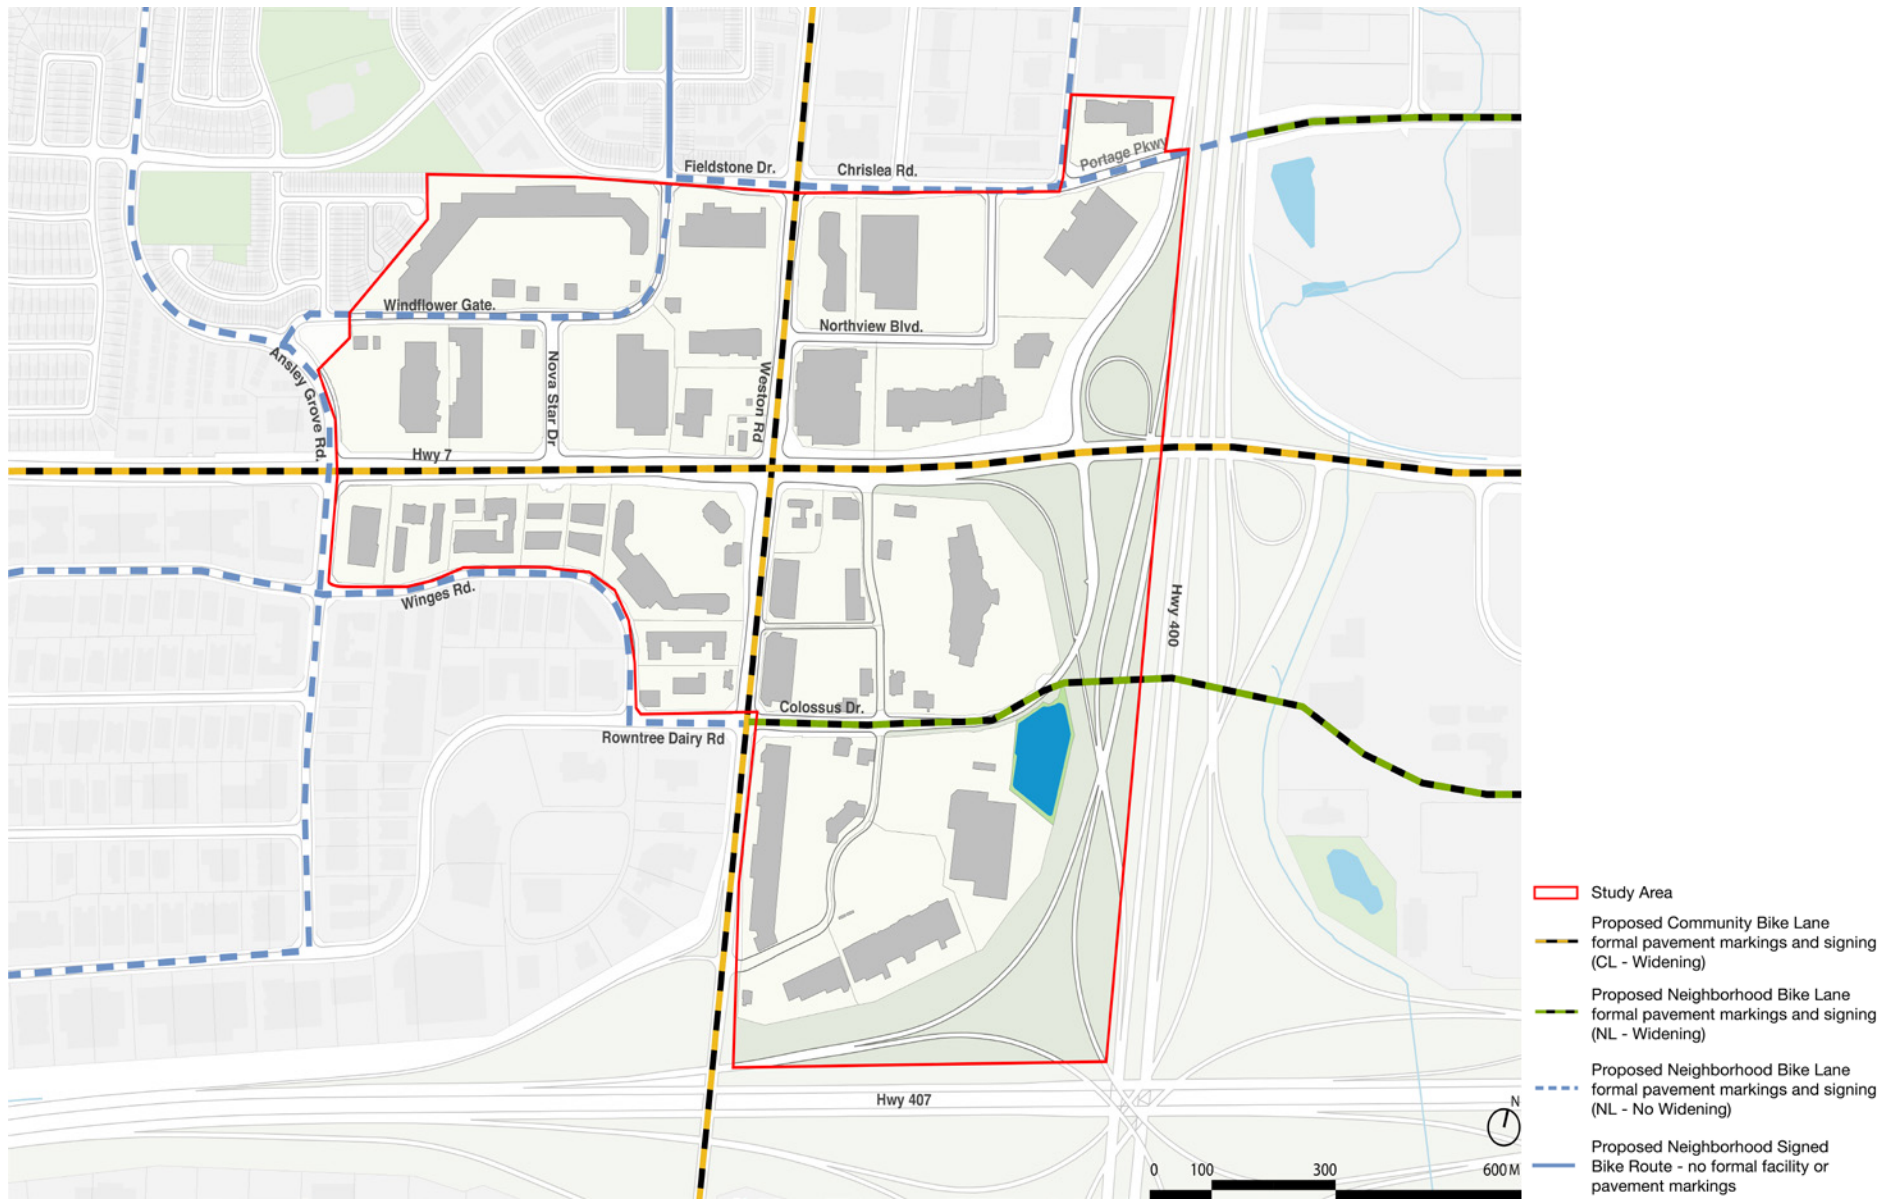 Fieldstone Dr.
Chrislea Rd.
Portage Pkwy
Windflower Gate.
Northview Blvd.
Ansley Grove Rd.
Nova Star Dr
Weston Rd
Hwy 7
Winges Rd.
Hwy 400
Colossus Dr.
Rowntree Dairy Rd
Hwy 407
N
0 100 300 600 M
Study Area
Proposed Community Bike Lane
formal pavement markings and signing
(CL - Widening)
Proposed Neighborhood Bike Lane
formal pavement markings and signing
(NL - Widening)
Proposed Neighborhood Bike Lane
formal pavement markings and signing
(NL - No Widening)
Proposed Neighborhood Signed
Bike Route - no formal facility or
pavement markings